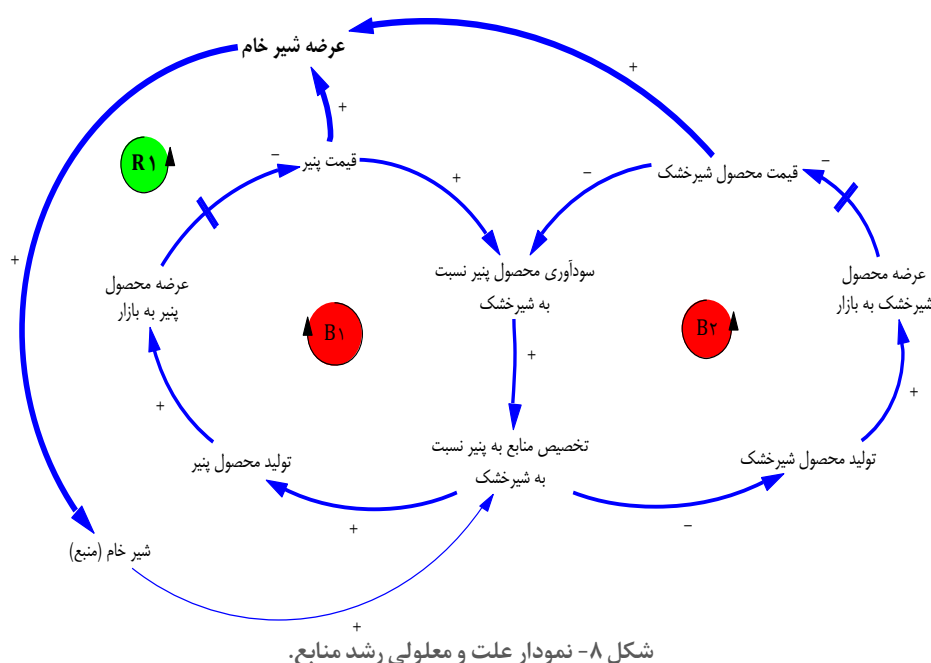 عرضه شیر خام
+
+
R۱
–
قیمت پنیر
+
–
قیمت محصول شیرخشک
–
+
عرضه محصول
پنیر به بازار
سودآوری محصول پنیر نسبت
به شیرخشک
عرضه محصول
شیرخشک به بازار
B۱
B۲
+
+
+
تولید محصول پنیر
تخصیص منابع به پنیر نسبت
به شیرخشک
تولید محصول شیرخشک
+
–
شیر خام (منبع)
+
شکل ۸- نمودار علت و معلولی رشد منابع.